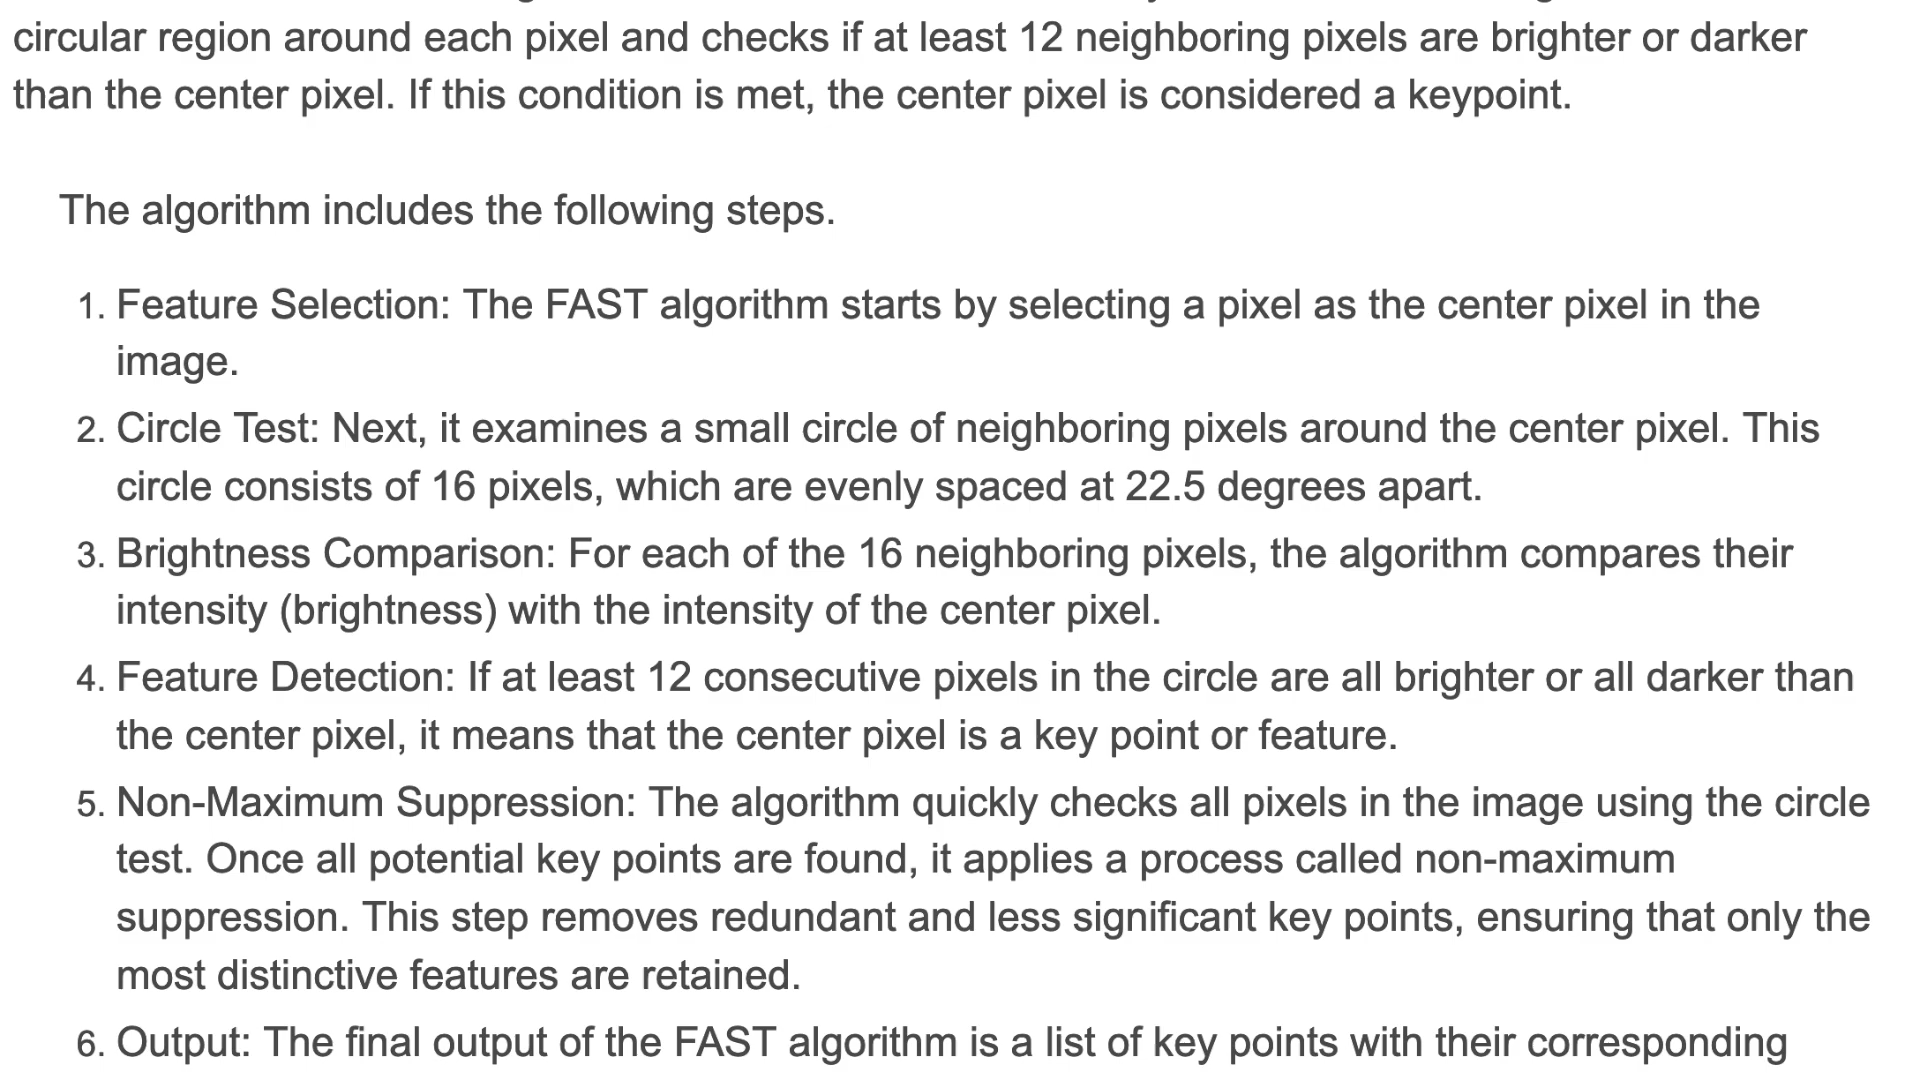 circular region around each pixel and checks if at least 12 neighboring pixels are brighter or darker
than the center pixel. If this condition is met, the center pixel is considered a keypoint.
The algorithm includes the following steps.
1. Feature Selection: The FAST algorithm starts by selecting a pixel as the center pixel in the
image.
2. Circle Test: Next, it examines a small circle of neighboring pixels around the center pixel. This
circle consists of 16 pixels, which are evenly spaced at 22.5 degrees apart.
3. Brightness Comparison: For each of the 16 neighboring pixels, the algorithm compares their
intensity (brightness) with the intensity of the center pixel.
4. Feature Detection: If at least 12 consecutive pixels in the circle are all brighter or all darker than
the center pixel, it means that the center pixel is a key point or feature.
5. Non-Maximum Suppression: The algorithm quickly checks all pixels in the image using the circle
test. Once all potential key points are found, it applies a process called non-maximum
suppression. This step removes redundant and less significant key points, ensuring that only the
most distinctive features are retained.
6. Output: The final output of the FAST algorithm is a list of key points with their corresponding